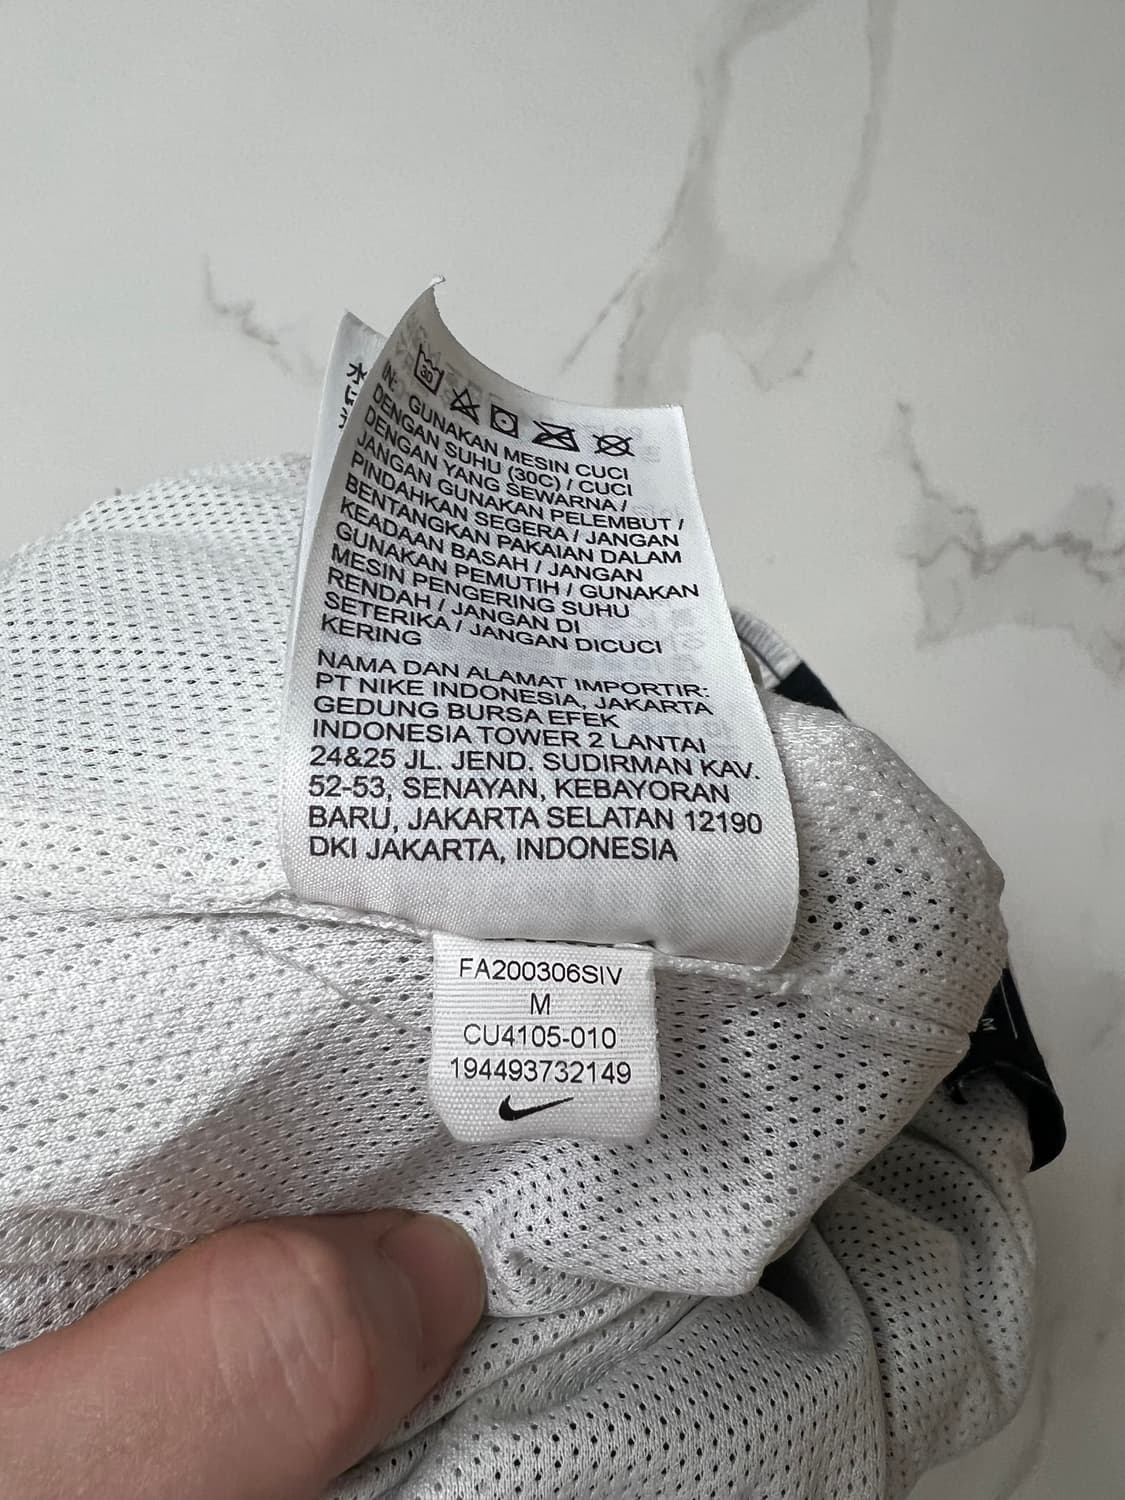 30
IN: GUNAKAN MESIN CUCI
DENGAN SUHU (30C) / CUCI
DENGAN YANG SEWARNA /
JANGAN GUNAKAN PELEMBUT /
PINDAHKAN SEGERA / JANGAN
BENTANGKAN PAKAIAN DALAM
KEADAAN BASAH / JANGAN
GUNAKAN PEMUTIH / GUNAKAN
MESIN PENGERING SUHU
RENDAH / JANGAN DI
SETERIKA / JANGAN DICUCI
KERING
NAMA DAN ALAMAT IMPORTIR:
PT NIKE INDONESIA, JAKARTA
GEDUNG BURSA EFEK
INDONESIA TOWER 2 LANTAI
24&25 JL. JEND. SUDIRMAN KAV.
52-53, SENAYAN, KEBAYORAN
BARU, JAKARTA SELATAN 12190
DKI JAKARTA, INDONESIA
FA200306SIV
M
CU4105-010
194493732149
M